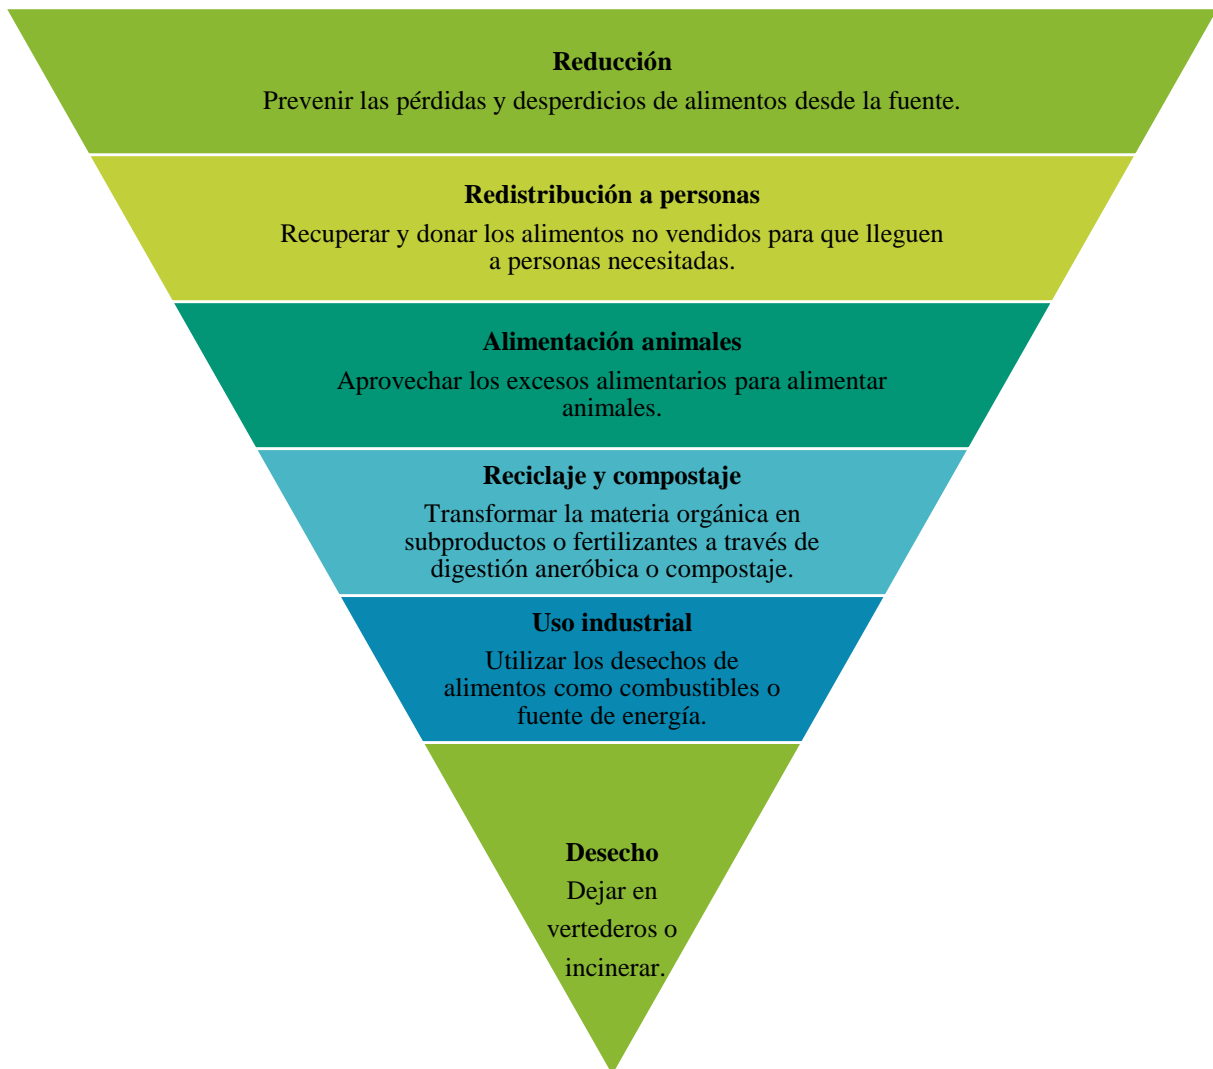 Reducción
Prevenir las pérdidas y desperdicios de alimentos desde la fuente.
Redistribución a personas
Recuperar y donar los alimentos no vendidos para que lleguen
a personas necesitadas.
Alimentación animales
Aprovechar los excesos alimentarios para alimentar
animales.
Reciclaje y compostaje
Transformar la materia orgánica en
subproductos o fertilizantes a través de
digestión aneróbica o compostaje.
Uso industrial
Utilizar los desechos de
alimentos como combustibles o
fuente de energía.
Desecho
Dejar en
vertederos o
incinerar.